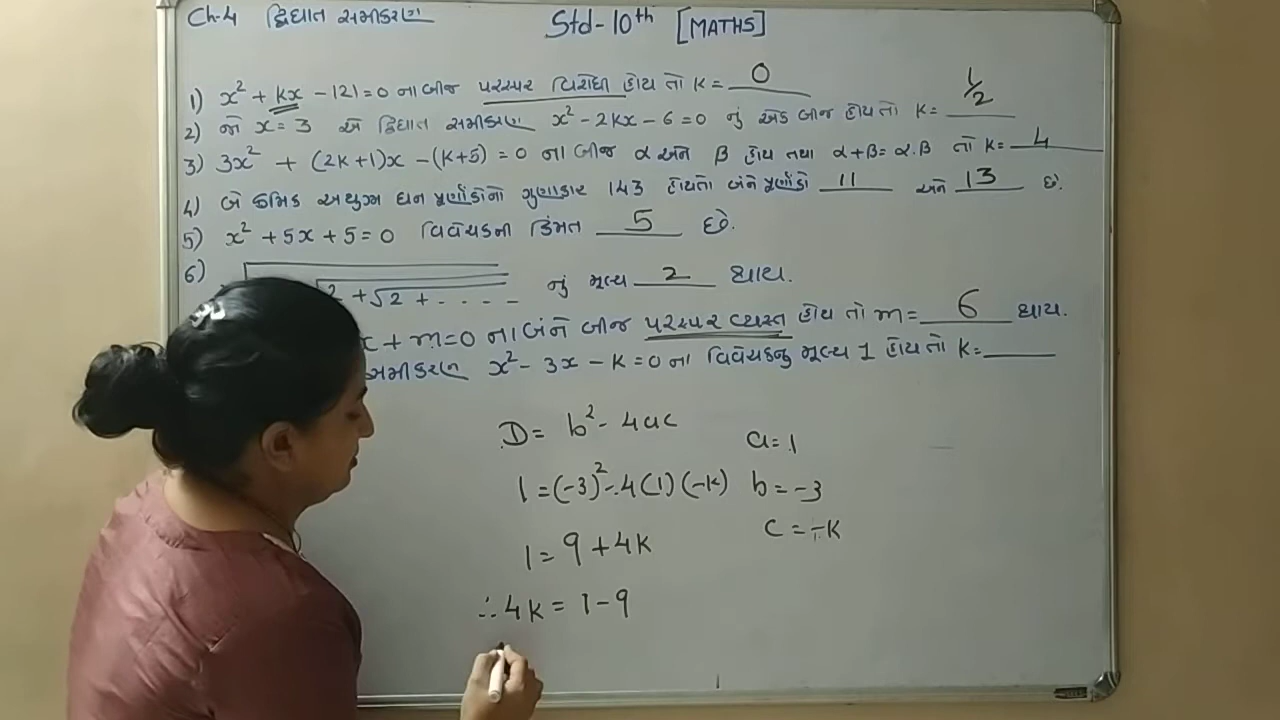 Ch-4 દ્વિઘાત સમીકરણ Std-10th [MATHS]
1) x² + kx - 121 = 0 ના બીજ પરસ્પર વિરોધી હોય તો k = 0
2) જો x = 3 એ દ્વિઘાત સમીકરણ x² - 2kx - 6 = 0 નું એક બીજ હોય તો k = 1/2
3) 3x² + (2k+1)x - (k+5) = 0 ના બીજ α અને β હોય તથા α+β = α.β તો k = 4
4) બે ક્રમિક અયુગ્મ ઘન પૂર્ણાંકોનો ગુણાકાર 143 હોય તો બંને પૂર્ણાંકો 11 અને 13 છે.
5) x² + 5x + 5 = 0 વિવેચકની કિંમત 5 છે.
6) √2 + √2 + .... નું મૂલ્ય 2 થાય.
x + m = 0 ના બંને બીજ પરસ્પર વ્યસ્ત હોય તો m = 6 થાય.
સમીકરણ x² - 3x - k = 0 ના વિવેચકનું મૂલ્ય 1 હોય તો k = ____
D = b² - 4ac
a = 1
1 = (-3)² - 4(1)(-k)
b = -3
c = -k
1 = 9 + 4k
∴ 4k = 1 - 9